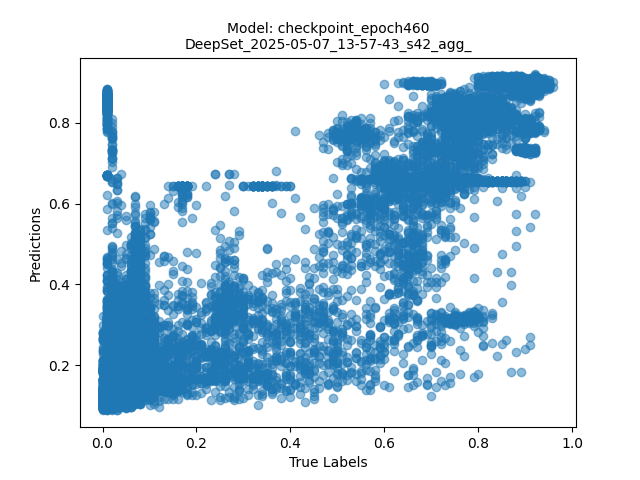 Model: checkpoint_epoch460
DeepSet_2025-05-07_13-57-43_s42_agg_
0.8
0.6
0.4
0.2
Predictions
0.0
0.2
0.4
0.6
0.8
1.0
True Labels